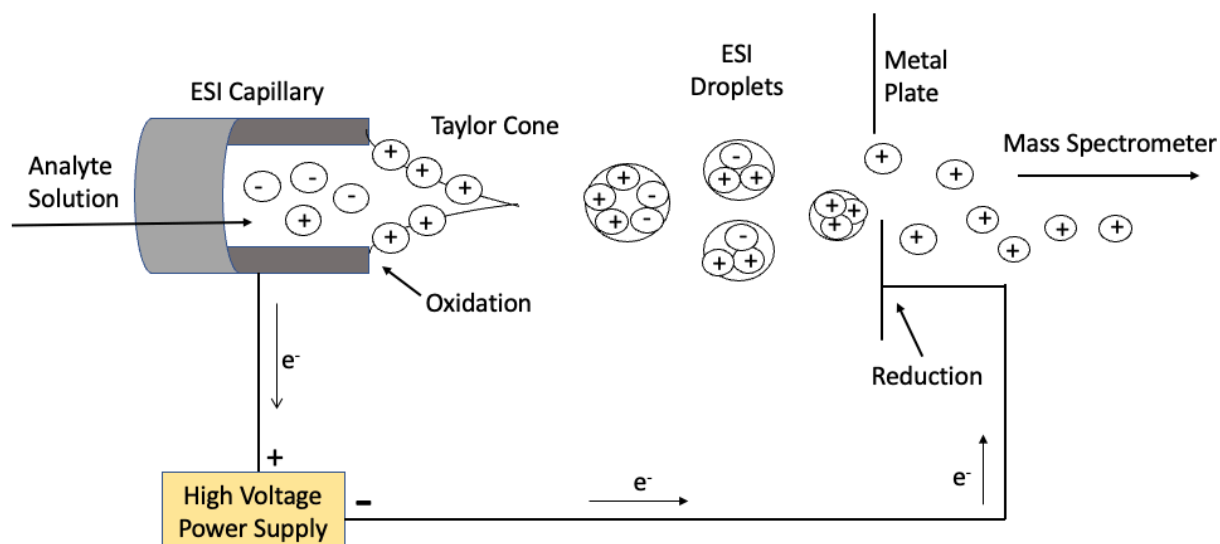 ESI Capillary
Analyte
Solution
Taylor Cone
Oxidation
ESI
Droplets
Metal
Plate
Mass Spectrometer
Reduction
- - + -
+ + + + +
+ - + - +
- + +
- + +
+ + +
+ + + + + + +
e-
+
High Voltage
Power Supply
-
e-
e-